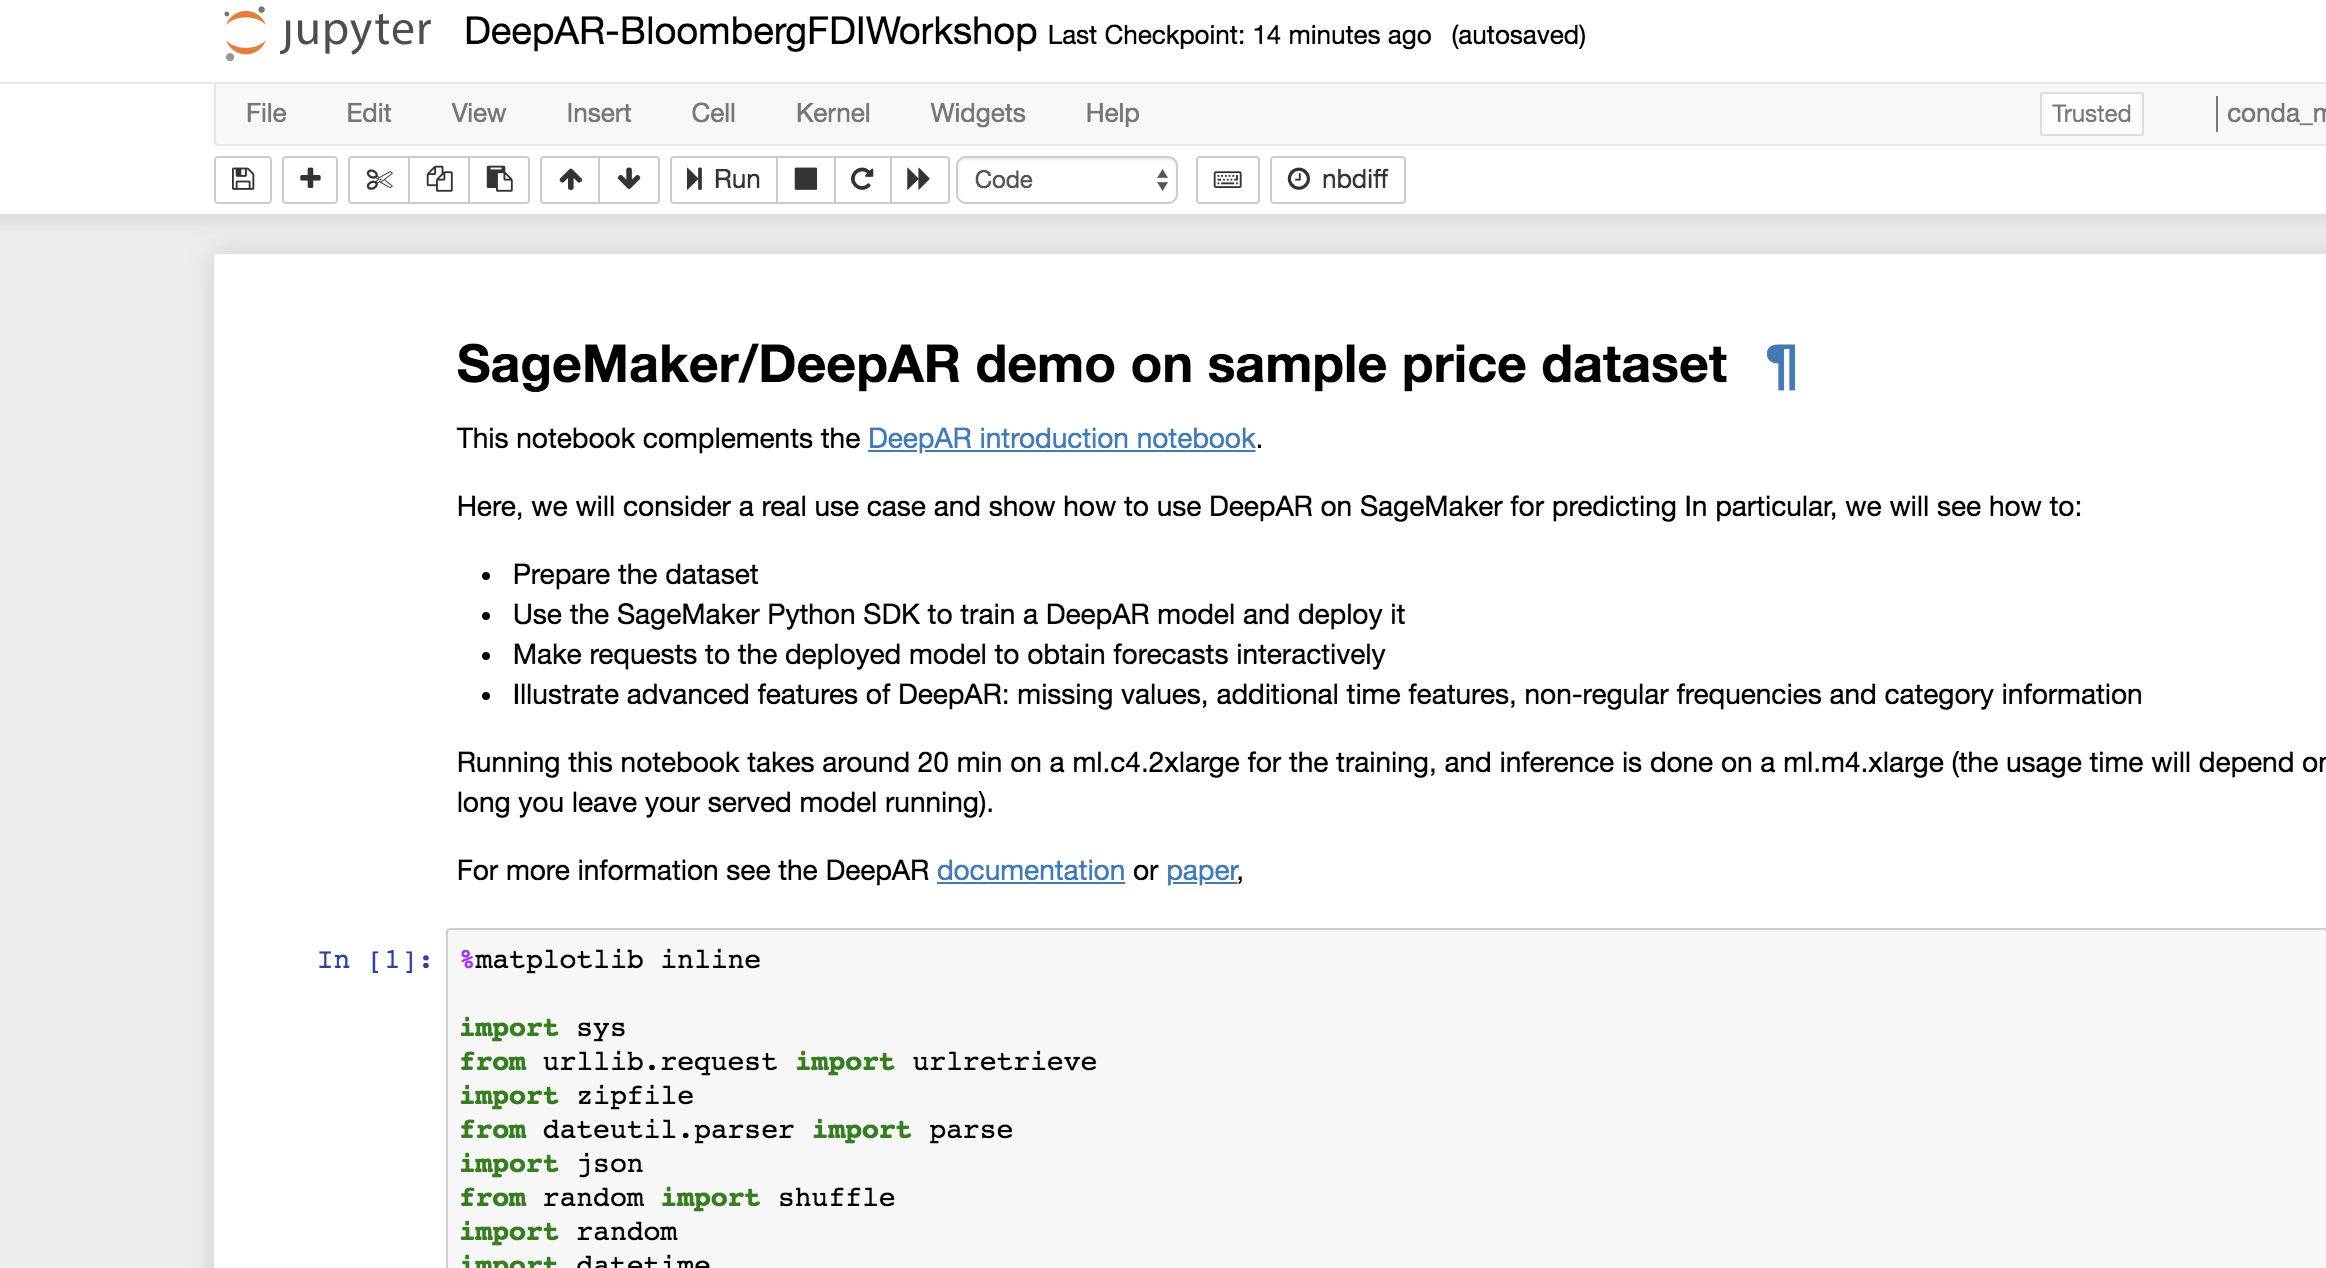 jupyter DeepAR-BloombergFDIWorkshop Last Checkpoint: 14 minutes ago (autosaved)
File Edit View Insert Cell Kernel Widgets Help Trusted conda_m
Run Code nbdiff
SageMaker/DeepAR demo on sample price dataset ¶
This notebook complements the DeepAR introduction notebook.
Here, we will consider a real use case and show how to use DeepAR on SageMaker for predicting In particular, we will see how to:
• Prepare the dataset
• Use the SageMaker Python SDK to train a DeepAR model and deploy it
• Make requests to the deployed model to obtain forecasts interactively
• Illustrate advanced features of DeepAR: missing values, additional time features, non-regular frequencies and category information
Running this notebook takes around 20 min on a ml.c4.2xlarge for the training, and inference is done on a ml.m4.xlarge (the usage time will depend on
long you leave your served model running).
For more information see the DeepAR documentation or paper,
In [1]: %matplotlib inline
import sys
from urllib.request import urlretrieve
import zipfile
from dateutil.parser import parse
import json
from random import shuffle
import random
import datetime